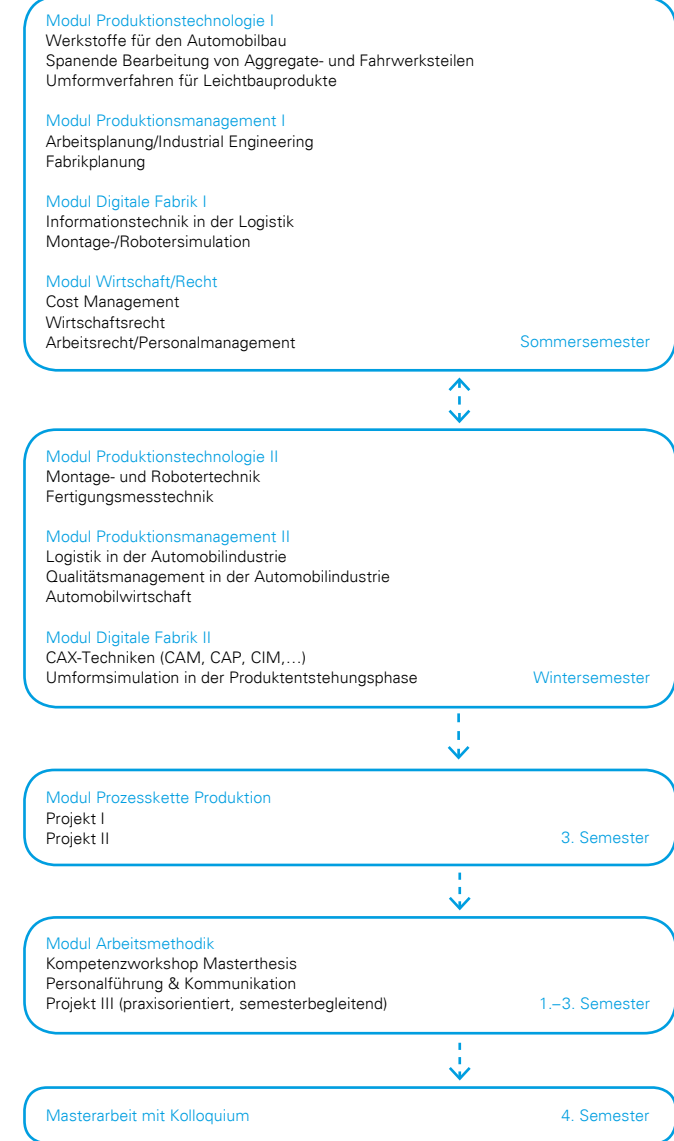 Modul Produktionstechnologie I
Werkstoffe für den Automobilbau
Spanende Bearbeitung von Aggregate- und Fahrwerksteilen
Umformverfahren für Leichtbauprodukte
Modul Produktionsmanagement I
Arbeitsplanung/Industrial Engineering
Fabrikplanung
Modul Digitale Fabrik I
Informationstechnik in der Logistik
Montage-/Robotersimulation
Modul Wirtschaft/Recht
Cost Management
Wirtschaftsrecht
Arbeitsrecht/Personalmanagement Sommersemester
Modul Produktionstechnologie II
Montage- und Robotertechnik
Fertigungsmesstechnik
Modul Produktionsmanagement II
Logistik in der Automobilindustrie
Qualitätsmanagement in der Automobilindustrie
Automobilwirtschaft
Modul Digitale Fabrik II
CAX-Techniken (CAM, CAP, CIM,…)
Umformsimulation in der Produktentstehungsphase Wintersemester
Modul Prozesskette Produktion
Projekt I
Projekt II 3. Semester
Modul Arbeitsmethodik
Kompetenzworkshop Masterthesis
Personalführung & Kommunikation
Projekt III (praxisorientiert, semesterbegleitend) 1.–3. Semester
Masterarbeit mit Kolloquium 4. Semester